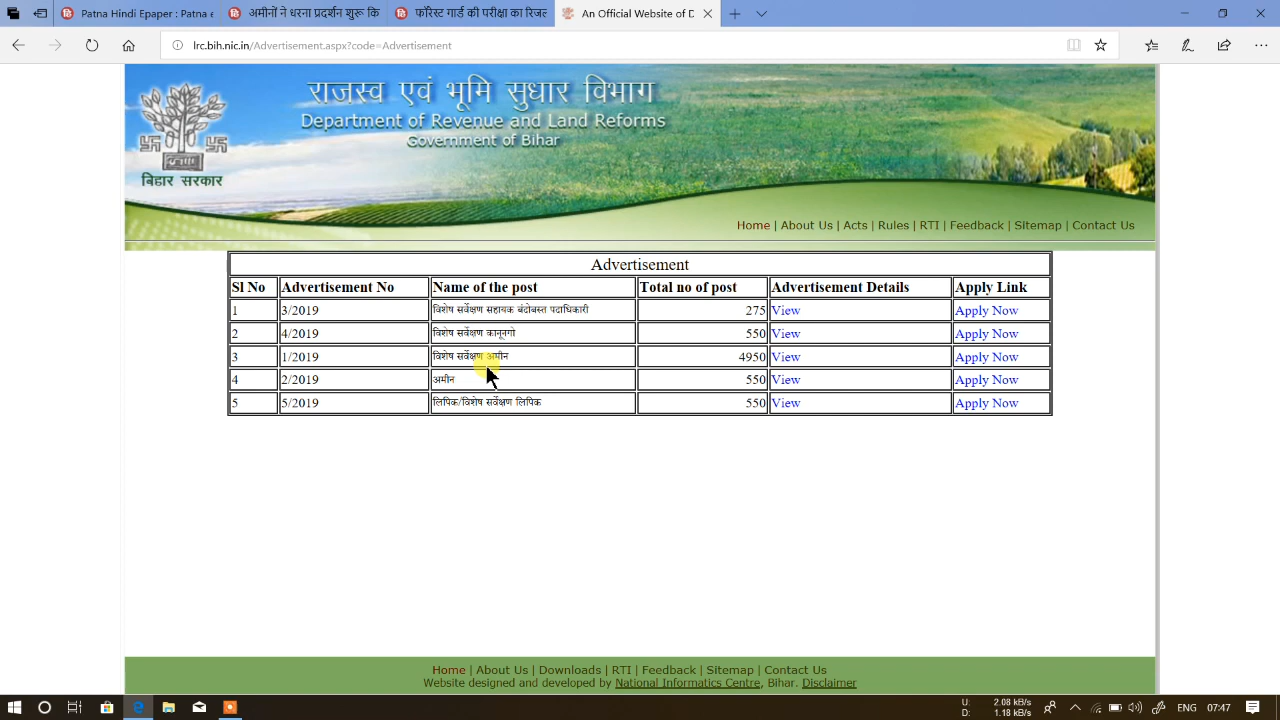 Patna Hindi Epaper : Patna e
अमीनों ने धरना प्रदर्शन शुरू कि
फॉरेस्ट गार्ड की परीक्षा का रिजल
An Official Website of D
lrc.bih.nic.in/Advertisement.aspx?code=Advertisement
राजस्व एवं भूमि सुधार विभाग
Department of Revenue and Land Reforms
Government of Bihar
बिहार सरकार
Home | About Us | Acts | Rules | RTI | Feedback | Sitemap | Contact Us
Advertisement
Sl No Advertisement No Name of the post Total no of post Advertisement Details Apply Link
1 3/2019 विशेष सर्वेक्षण सहायक बंदोबस्त पदाधिकारी 275 View Apply Now
2 4/2019 विशेष सर्वेक्षण कानूनगो 550 View Apply Now
3 1/2019 विशेष सर्वेक्षण अमीन 4950 View Apply Now
4 2/2019 अमीन 550 View Apply Now
5 5/2019 लिपिक/विशेष सर्वेक्षण लिपिक 550 View Apply Now
Home | About Us | Downloads | RTI | Feedback | Sitemap | Contact Us
Website designed and developed by National Informatics Centre, Bihar. Disclaimer
U: 2.08 kB/s
D: 1.18 kB/s
ENG 07:47